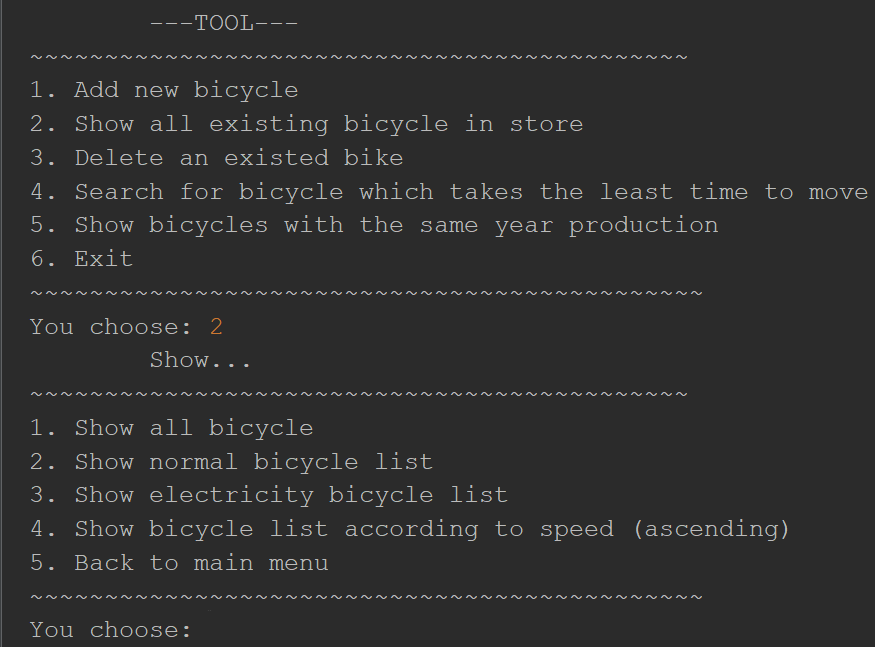 ---TOOL---
~~~~~~~~~~~~~~~~~~~~~~~~~~~~~~~~~~~~~~~~~~~~
1. Add new bicycle
2. Show all existing bicycle in store
3. Delete an existed bike
4. Search for bicycle which takes the least time to move
5. Show bicycles with the same year production
6. Exit
~~~~~~~~~~~~~~~~~~~~~~~~~~~~~~~~~~~~~~~~~~~~~
You choose: 2
Show...
~~~~~~~~~~~~~~~~~~~~~~~~~~~~~~~~~~~~~~~~~~~~
1. Show all bicycle
2. Show normal bicycle list
3. Show electricity bicycle list
4. Show bicycle list according to speed (ascending)
5. Back to main menu
~~~~~~~~~~~~~~~~~~~~~~~~~~~~~~~~~~~~~~~~~~~~~
You choose: